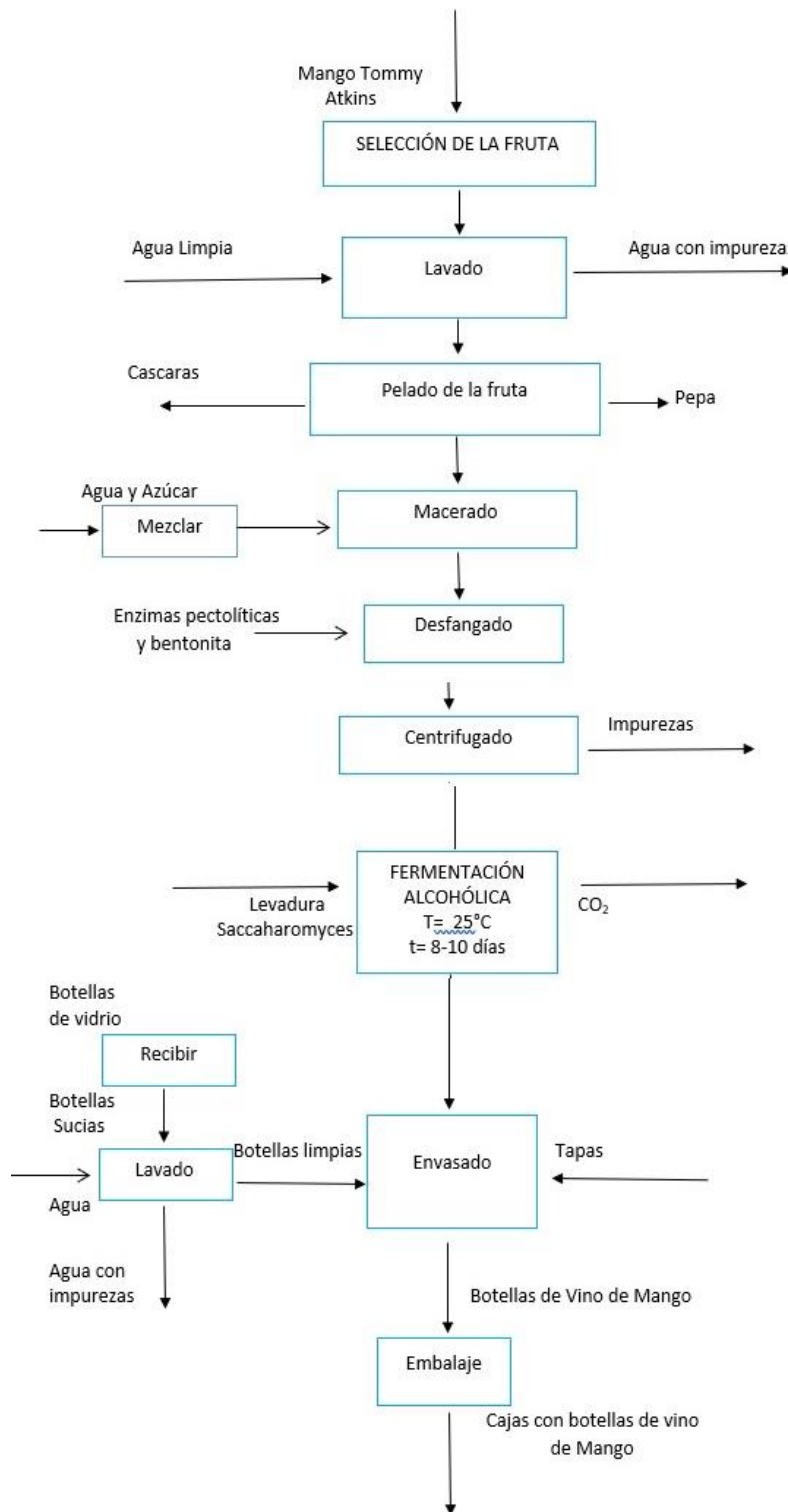 Mango Tommy
Atkins
SELECCIÓN DE LA FRUTA
Agua Limpia
Lavado
Agua con impurezas
Cascaras
Pelado de la fruta
Pepa
Agua y Azúcar
Mezclar
Macerado
Enzimas pectolíticas
y bentonita
Desfangado
Centrifugado
Impurezas
Levadura
Saccaharomyces
FERMENTACIÓN
ALCOHÓLICA
T= 25°C
t= 8-10 días
CO₂
Botellas
de vidrio
Recibir
Botellas
Sucias
Lavado
Agua
Agua con
impurezas
Botellas limpias
Envasado
Tapas
Botellas de Vino de Mango
Embalaje
Cajas con botellas de vino
de Mango